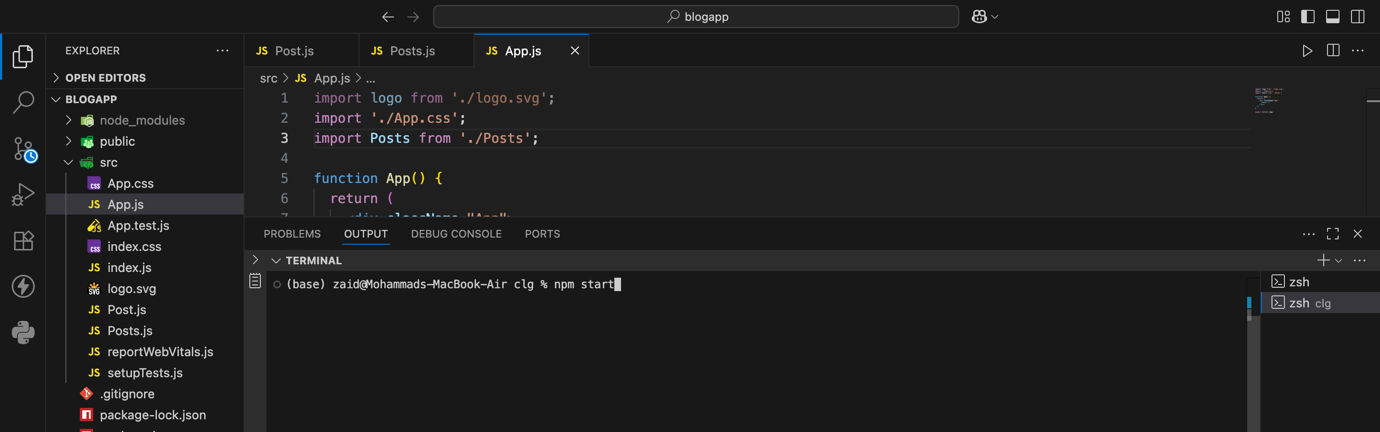 blogapp
EXPLORER
OPEN EDITORS
BLOGAPP
node_modules
public
src
App.css
App.js
App.test.js
index.css
index.js
logo.svg
Post.js
Posts.js
reportWebVitals.js
setupTests.js
.gitignore
package-lock.json
JS Post.js
JS Posts.js
JS App.js
src > JS App.js > ...
1 import logo from './logo.svg';
2 import './App.css';
3 import Posts from './Posts';
4
5 function App() {
6 return (
7 <div className="App">
PROBLEMS OUTPUT DEBUG CONSOLE PORTS
TERMINAL
(base) zaid@Mohammads-MacBook-Air clg % npm start
zsh
zsh clg